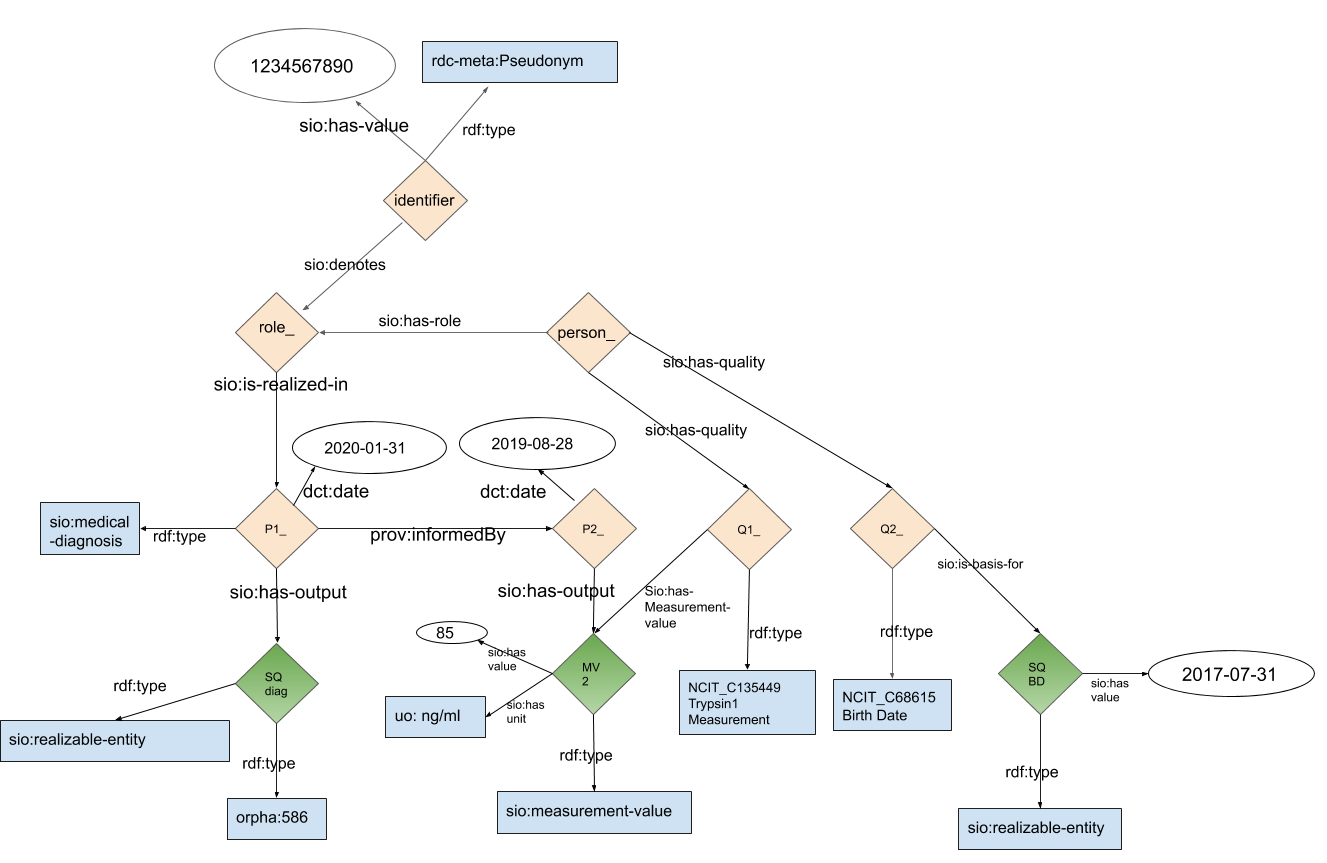 1234567890
rdc-meta:Pseudonym
sio:has-value
rdf:type
identifier
sio:denotes
role_
sio:has-role
person_
sio:has-quality
sio:is-realized-in
sio:has-quality
2020-01-31
2019-08-28
dct:date
dct:date
sio:medical
-diagnosis
rdf:type
P1_
prov:informedBy
P2_
Q1_
Q2_
sio:is-basis-for
sio:has-output
sio:has-output
Sio:has-
Measurement-
value
85
sio:has
value
rdf:type
rdf:type
SQ
diag
MV
2
SQ
BD
2017-07-31
sio:has
value
rdf:type
NCIT_C135449
Trypsin1
Measurement
NCIT_C68615
Birth Date
uo: ng/ml
sio:has
unit
sio:realizable-entity
rdf:type
rdf:type
rdf:type
orpha:586
sio:measurement-value
sio:realizable-entity